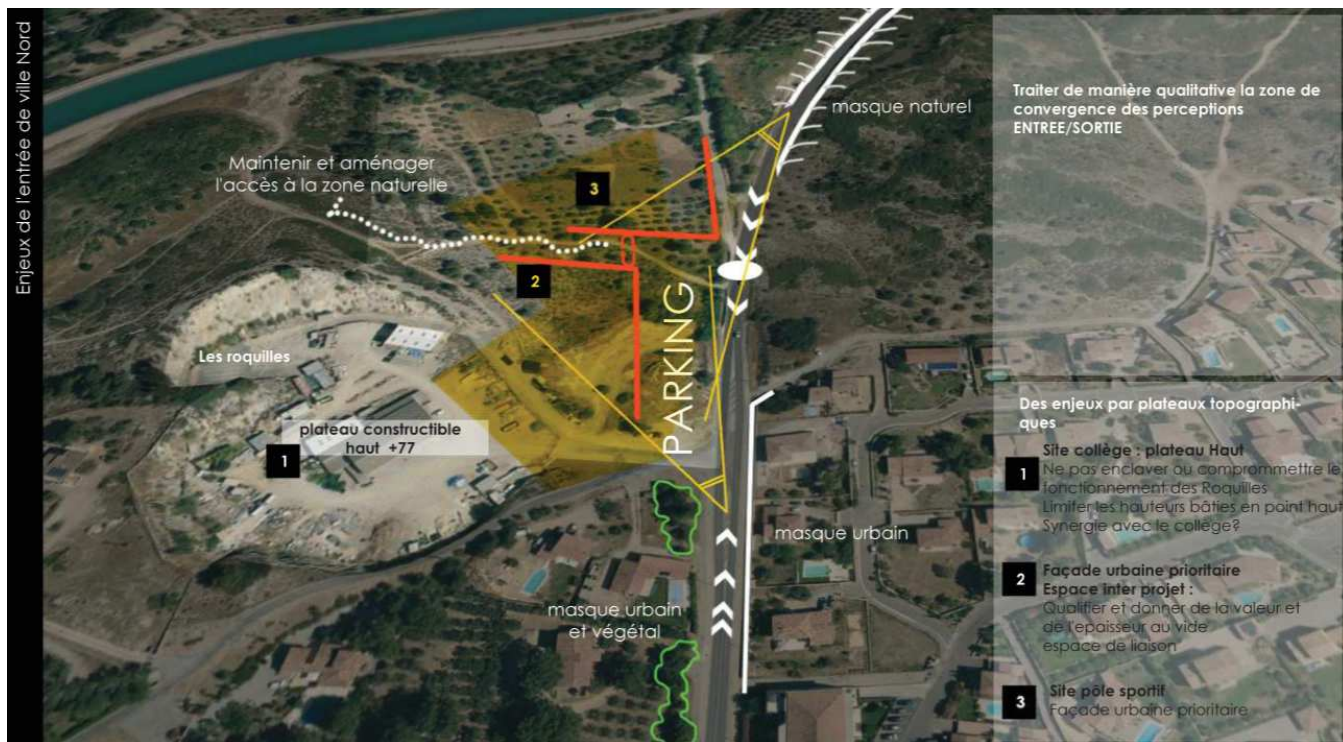 Enjeux de l'entrée de ville Nord
masque naturel
Maintenir et aménager
l'accès à la zone naturelle
3
2
Les roquilles
plateau constructible
haut +77
1
PARKING
masque urbain
masque urbain
et végétal
Traiter de manière qualitative la zone de
convergence des perceptions
ENTREE/SORTIE
Des enjeux par plateaux topographi-
ques
1
Site collège : plateau Haut
Ne pas enclaver ou comprommettre le
fonctionnement des Roquilles
Limiter les hauteurs bâties en point haut
Synergie avec le collège?
2
Façade urbaine prioritaire
Espace inter projet :
Qualifier et donner de la valeur et
de l'epaisseur au vide
espace de liaison
3
Site pôle sportif
Façade urbaine prioritaire